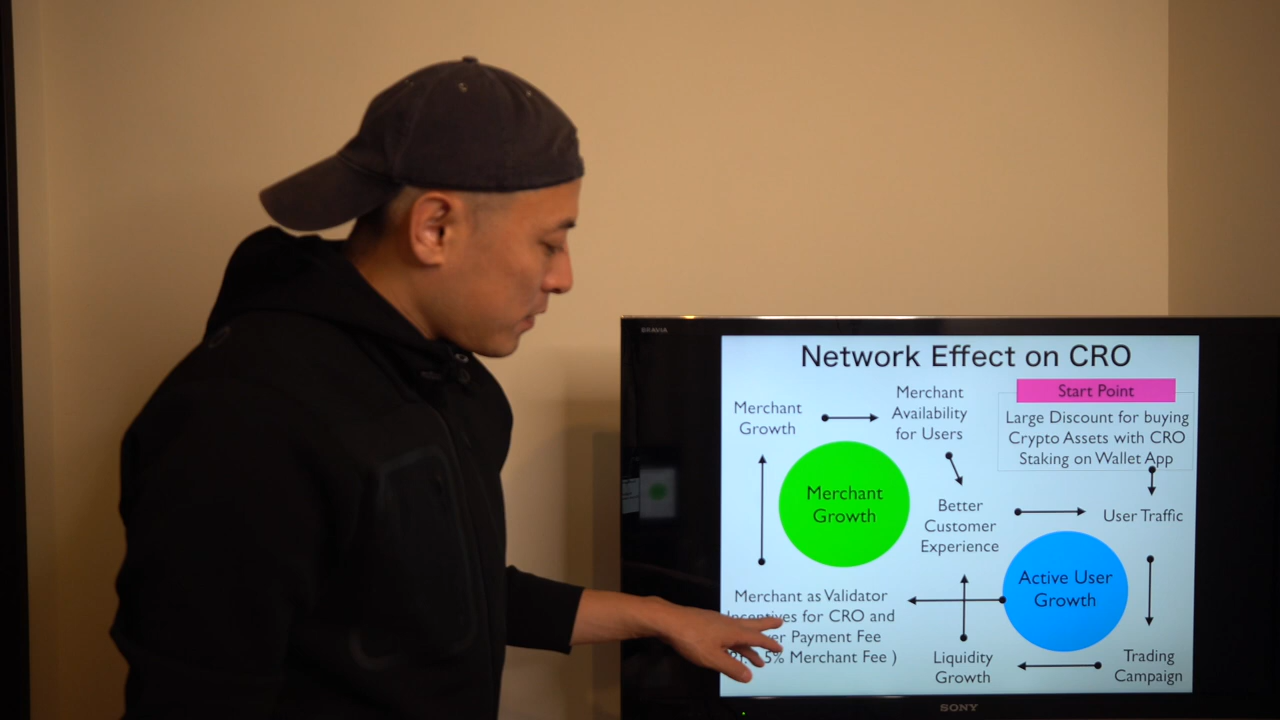 BRAVIA
Network Effect on CRO
Start Point
Large Discount for buying
Crypto Assets with CRO
Staking on Wallet App
Merchant
Growth
Merchant
Availability
for Users
Merchant
Growth
Better
Customer
Experience
User Traffic
Active User
Growth
Merchant as Validator
Incentives for CRO and
Payment Fee
5% Merchant Fee )
Liquidity
Growth
Trading
Campaign
SONY